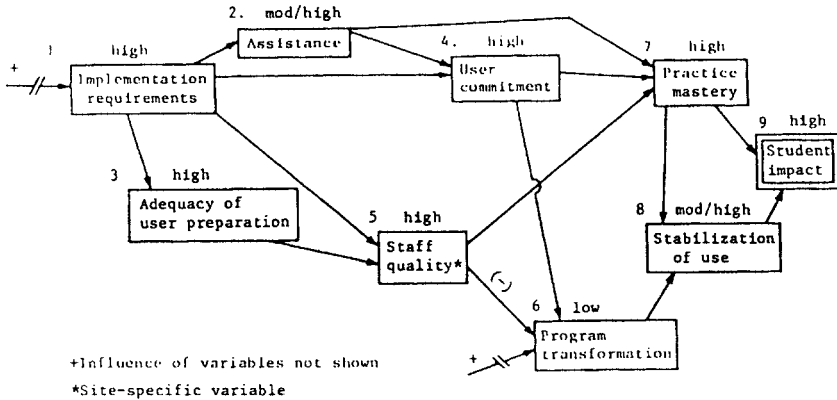 1 high
+ Implementation
requirements
2. mod/high
Assistance
3 high
Adequacy of
user preparation
4. high
User
commitment
5 high
Staff
quality*
(-)
6 low
Program
transformation
+
7 high
Practice
mastery
8 mod/high
Stabilization
of use
9 high
Student
impact
+Influence of variables not shown
*Site-specific variable